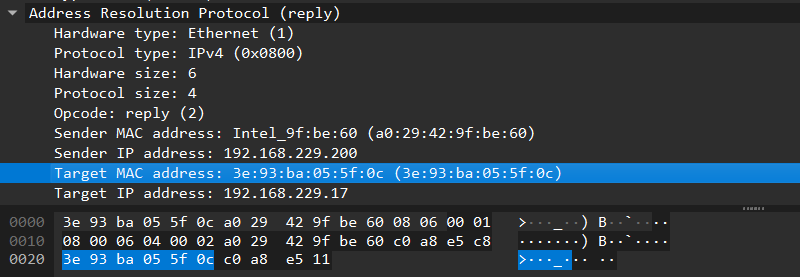 Address Resolution Protocol (reply)
Hardware type: Ethernet (1)
Protocol type: IPv4 (0x0800)
Hardware size: 6
Protocol size: 4
Opcode: reply (2)
Sender MAC address: Intel_9f:be:60 (a0:29:42:9f:be:60)
Sender IP address: 192.168.229.200
Target MAC address: 3e:93:ba:05:5f:0c (3e:93:ba:05:5f:0c)
Target IP address: 192.168.229.17
0000 3e 93 ba 05 5f 0c a0 29 42 9f be 60 08 06 00 01 >···_··) B··`····
0010 08 00 06 04 00 02 a0 29 42 9f be 60 c0 a8 e5 c8 ·······) B··`····
0020 3e 93 ba 05 5f 0c c0 a8 e5 11 >···_··· ··